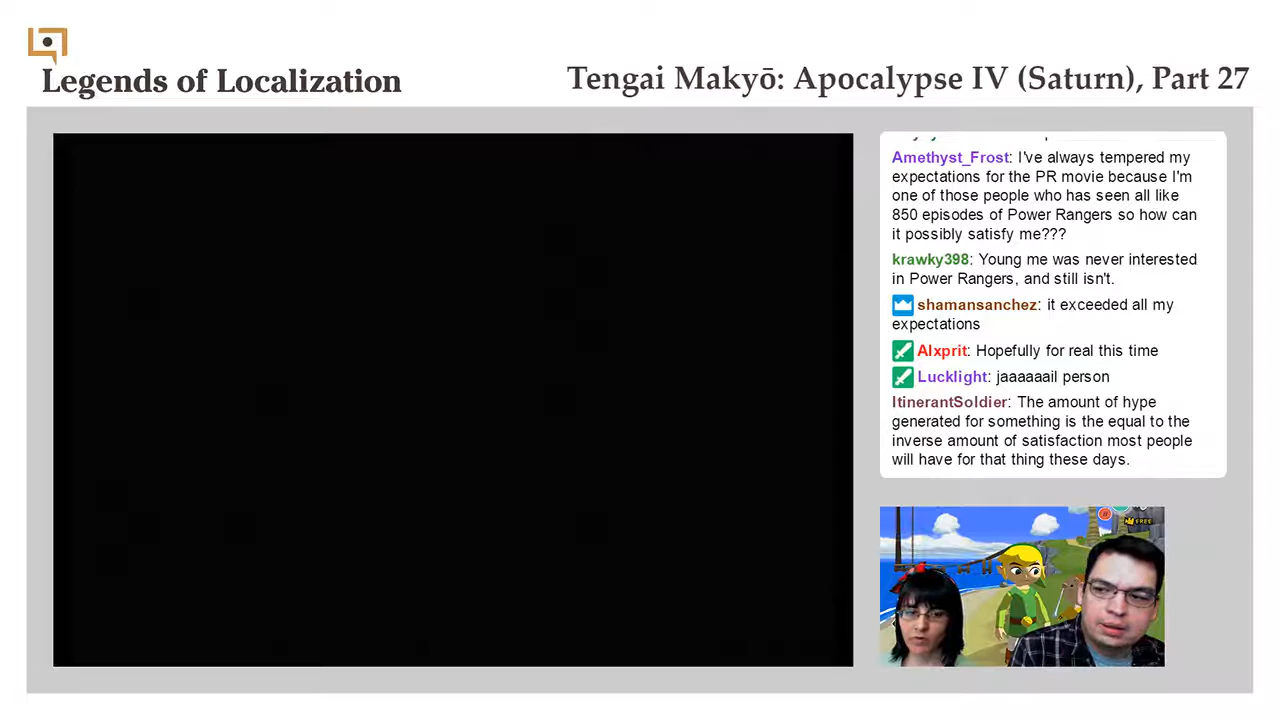 Legends of Localization
Tengai Makyō: Apocalypse IV (Saturn), Part 27
Amethyst_Frost: I've always tempered my
expectations for the PR movie because I'm
one of those people who has seen all like
850 episodes of Power Rangers so how can
it possibly satisfy me???
krawky398: Young me was never interested
in Power Rangers, and still isn't.
shamansanchez: it exceeded all my
expectations
Alxprit: Hopefully for real this time
Lucklight: jaaaaaail person
ItinerantSoldier: The amount of hype
generated for something is the equal to the
inverse amount of satisfaction most people
will have for that thing these days.
FREE